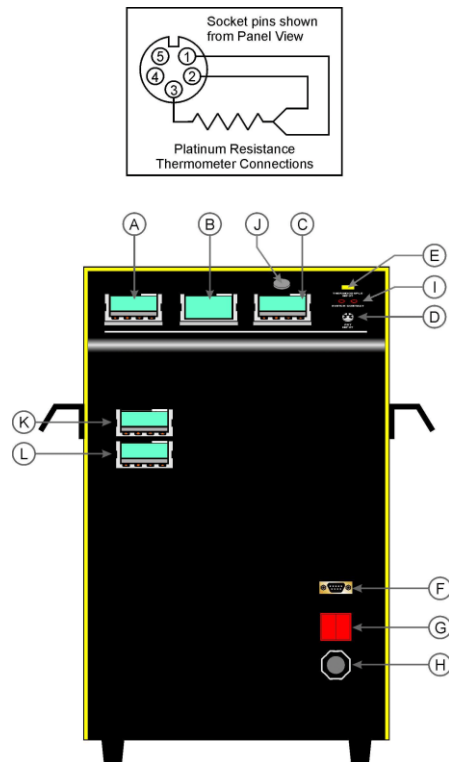 Socket pins shown
from Panel View
5 1
4 2
3
Platinum Resistance
Thermometer Connections
A B J C
E
I
D
K
L
F
G
H